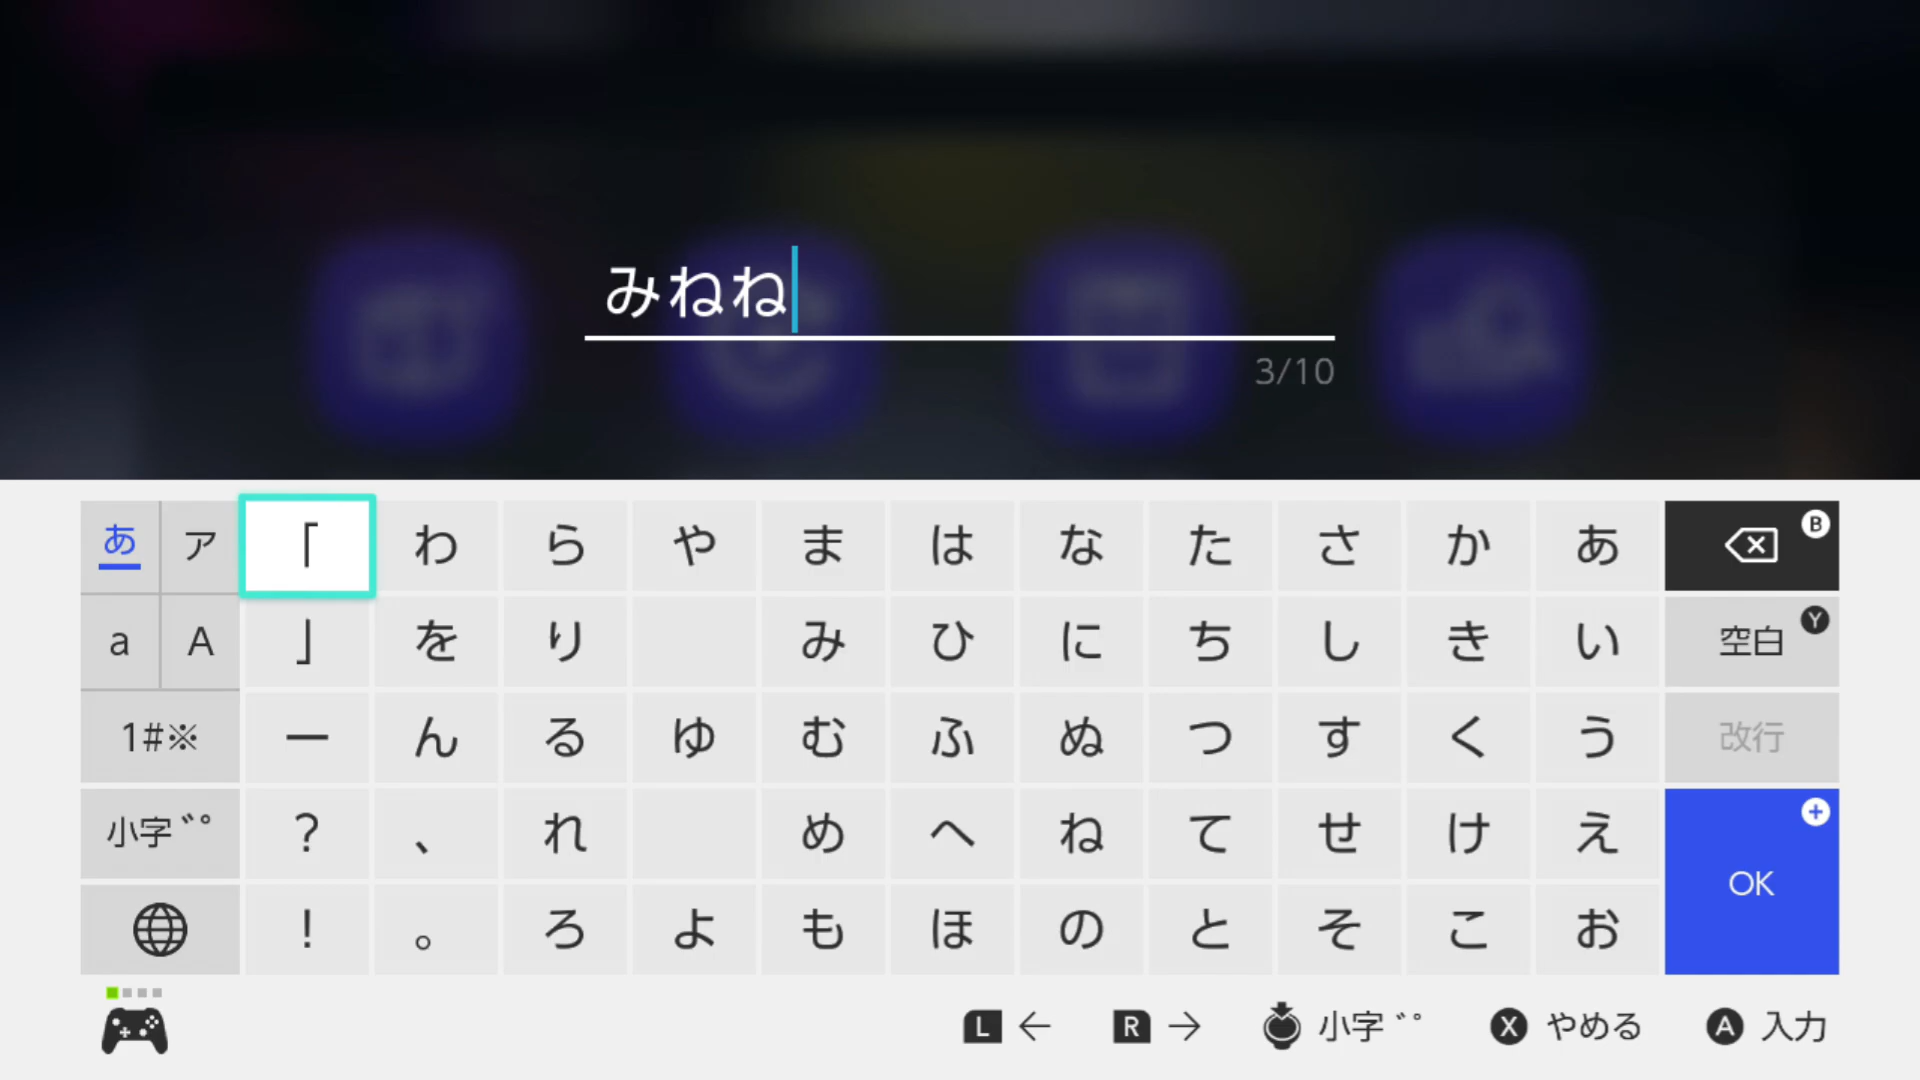 みねね
3/10
あ ア 「 わ ら や ま は な た さ か あ B
a A 」 を り み ひ に ち し き い 空白 Y
1#※ ー ん る ゆ む ふ ぬ つ す く う 改行
小字゛゜ ? 、 れ め へ ね て せ け え
! 。 ろ よ も ほ の と そ こ お OK
L ← R → 小字゛゜ X やめる A 入力